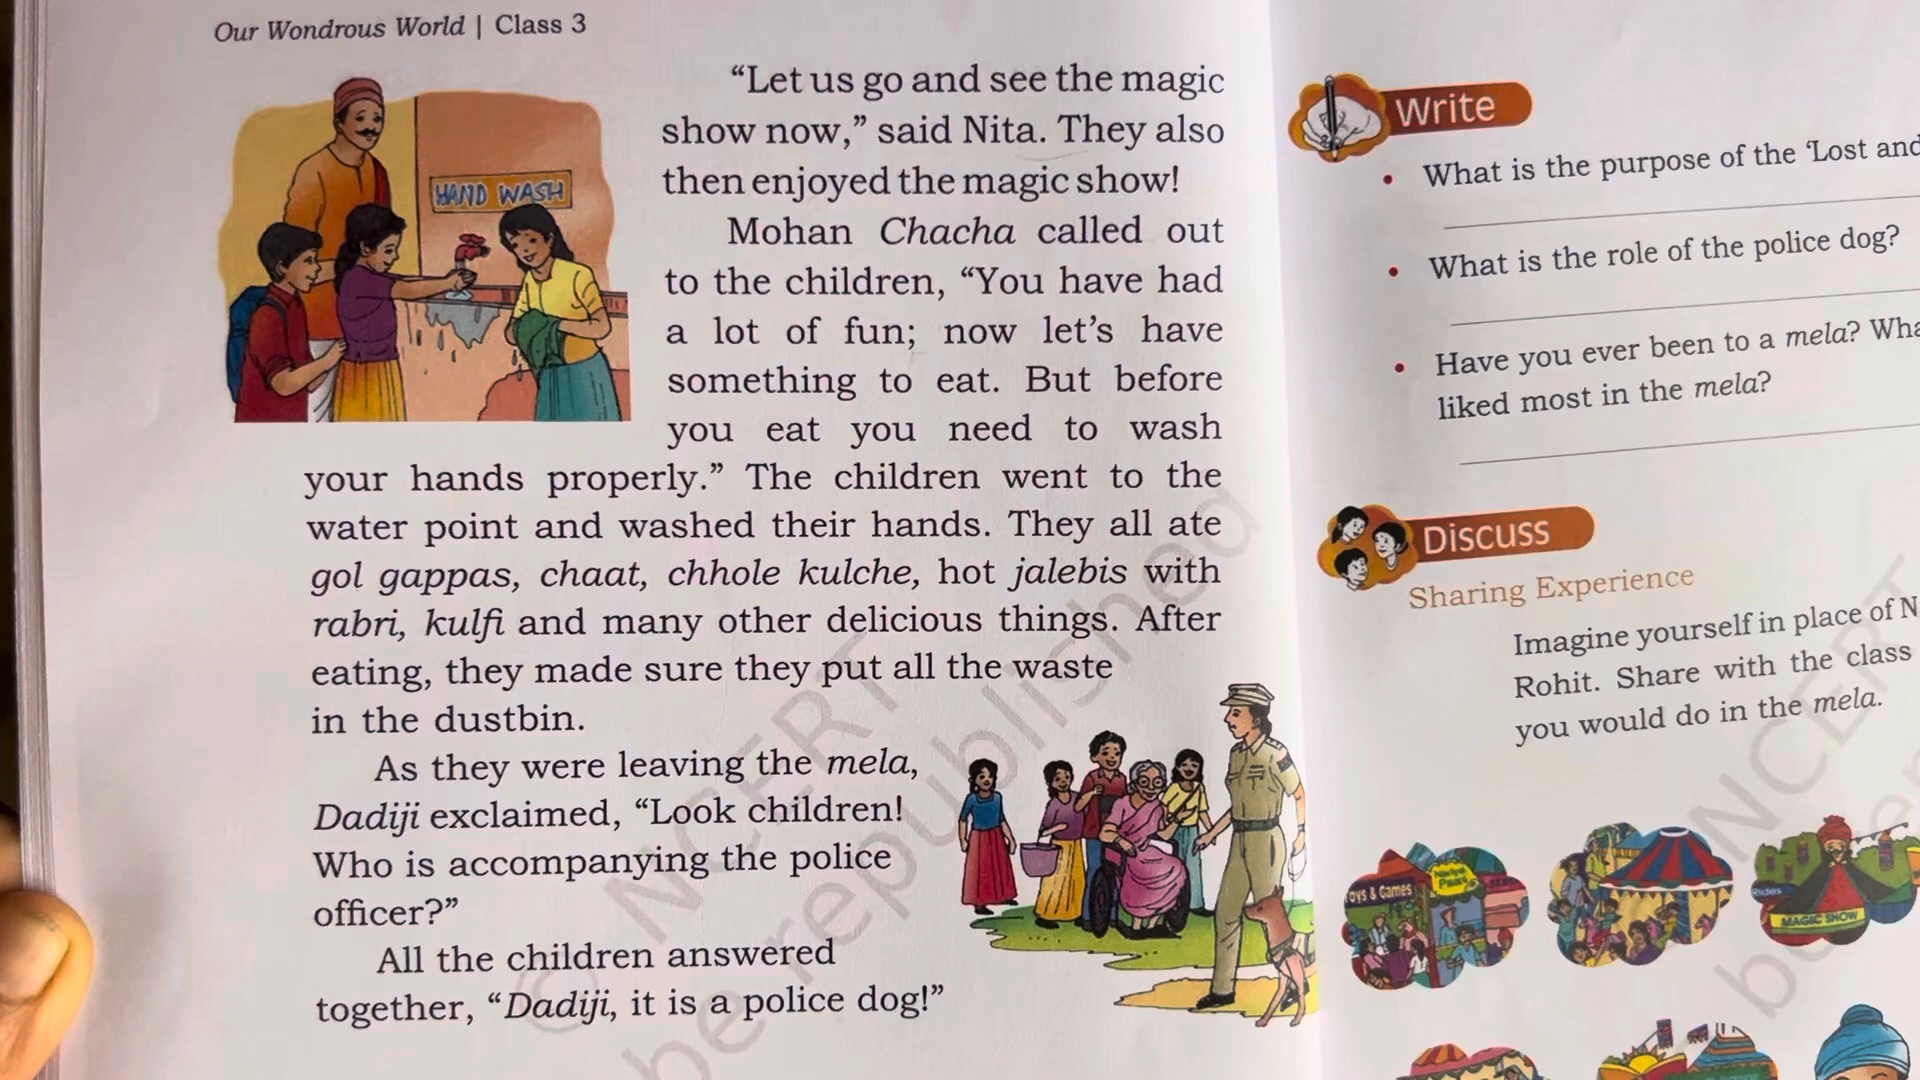 Our Wondrous World | Class 3
HAND WASH
“Let us go and see the magic
show now,” said Nita. They also
then enjoyed the magic show!
Mohan Chacha called out
to the children, “You have had
a lot of fun; now let’s have
something to eat. But before
you eat you need to wash
your hands properly.” The children went to the
water point and washed their hands. They all ate
gol gappas, chaat, chhole kulche, hot jalebis with
rabri, kulfi and many other delicious things. After
eating, they made sure they put all the waste
in the dustbin.
As they were leaving the mela,
Dadiji exclaimed, “Look children!
Who is accompanying the police
officer?”
All the children answered
together, “Dadiji, it is a police dog!”
© NCERT
be republished
Write
• What is the purpose of the ‘Lost and
• What is the role of the police dog?
• Have you ever been to a mela?
liked most in the mela?
Discuss
Sharing Experience
Imagine yourself in place of
Rohit. Share with the class
you would do in the mela.
& Games
MAGIC SHOW
NCERT
be